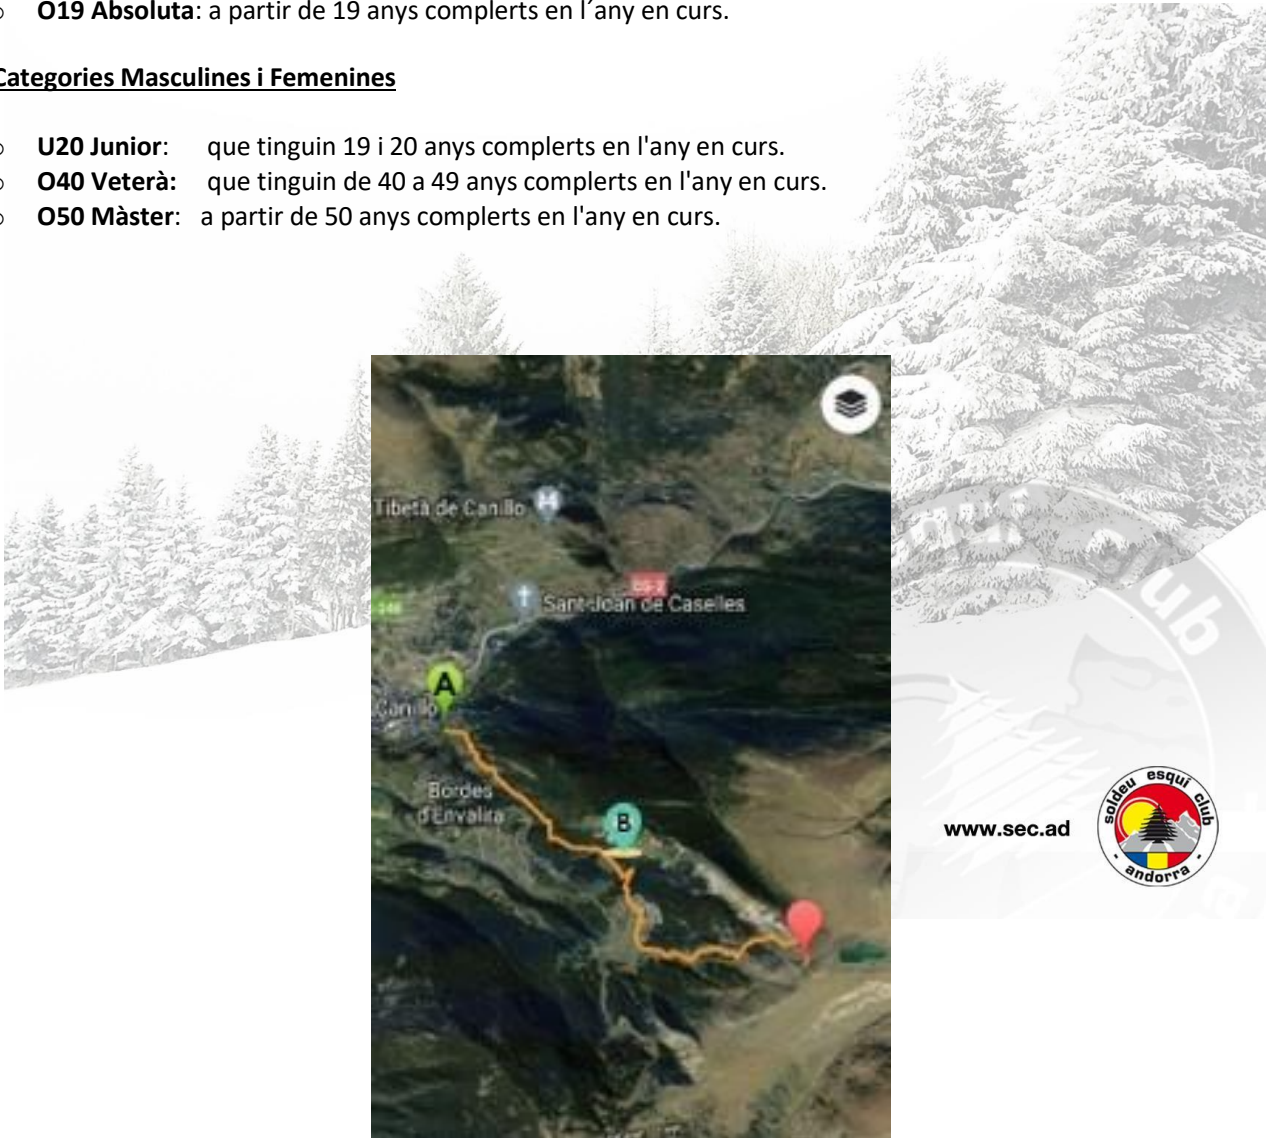 O19 Absoluta: a partir de 19 anys complerts en l´any en curs.
Categories Masculines i Femenines
U20 Junior: que tinguin 19 i 20 anys complerts en l'any en curs.
O40 Veterà: que tinguin de 40 a 49 anys complerts en l'any en curs.
O50 Màster: a partir de 50 anys complerts en l'any en curs.
Tibetà de Canillo
Sant Joan de Caselles
A
Canillo
Bordes
d'Envalira
B
www.sec.ad
soldeu esquí club
- andorra -